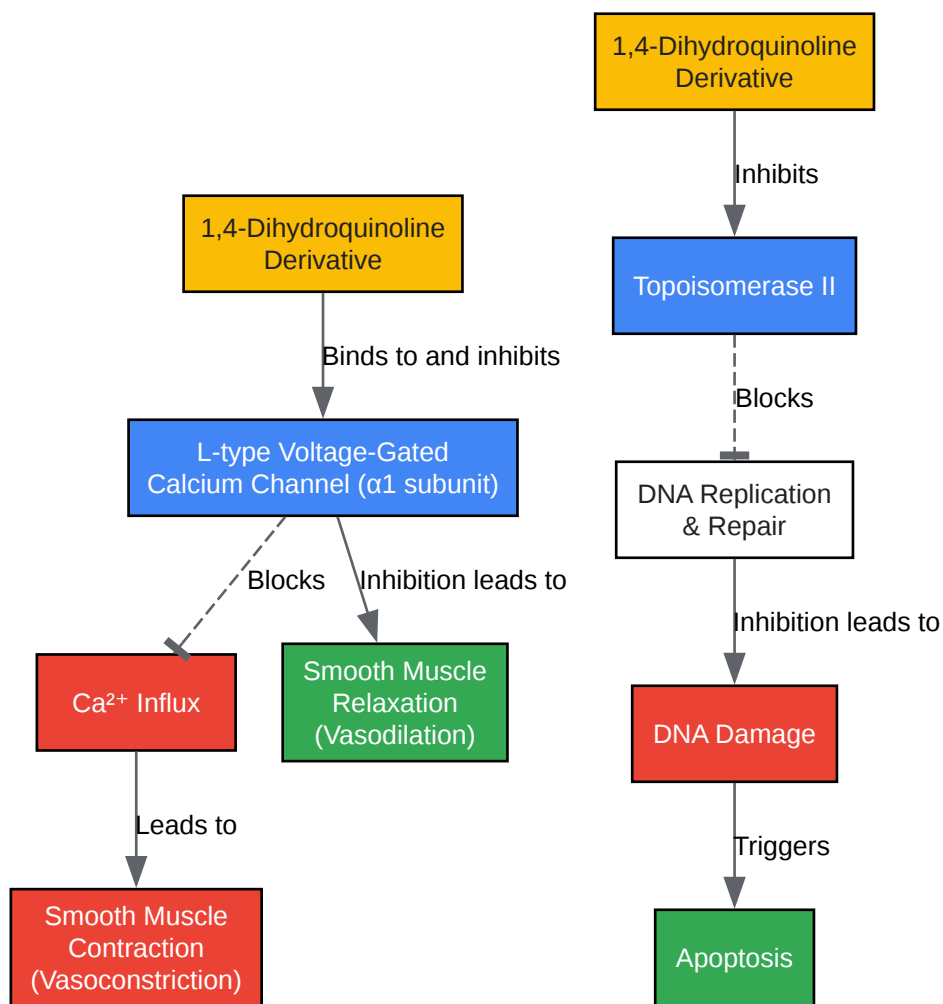 1,4-Dihydroquinoline
Derivative
Binds to and inhibits
L-type Voltage-Gated
Calcium Channel (α1 subunit)
Blocks
Inhibition leads to
Ca²⁺ Influx
Smooth Muscle
Relaxation
(Vasodilation)
Leads to
Smooth Muscle
Contraction
(Vasoconstriction)
1,4-Dihydroquinoline
Derivative
Inhibits
Topoisomerase II
Blocks
DNA Replication
& Repair
Inhibition leads to
DNA Damage
Triggers
Apoptosis